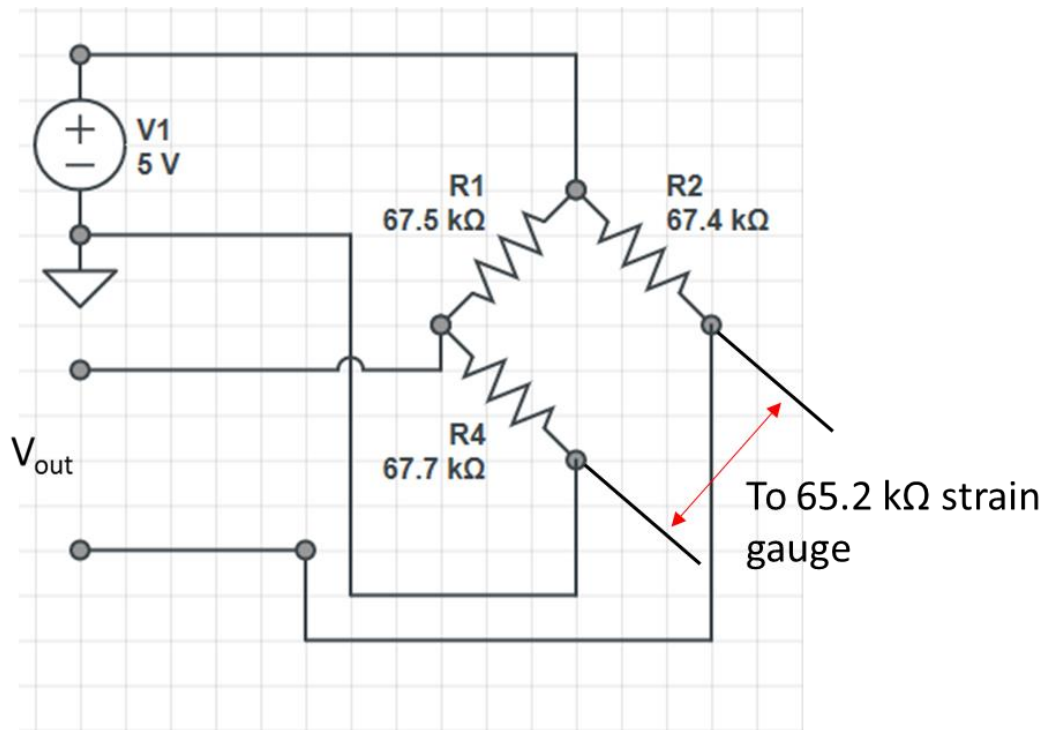 V1
5 V
R1
67.5 kΩ
R2
67.4 kΩ
R4
67.7 kΩ
Vout
To 65.2 kΩ strain
gauge